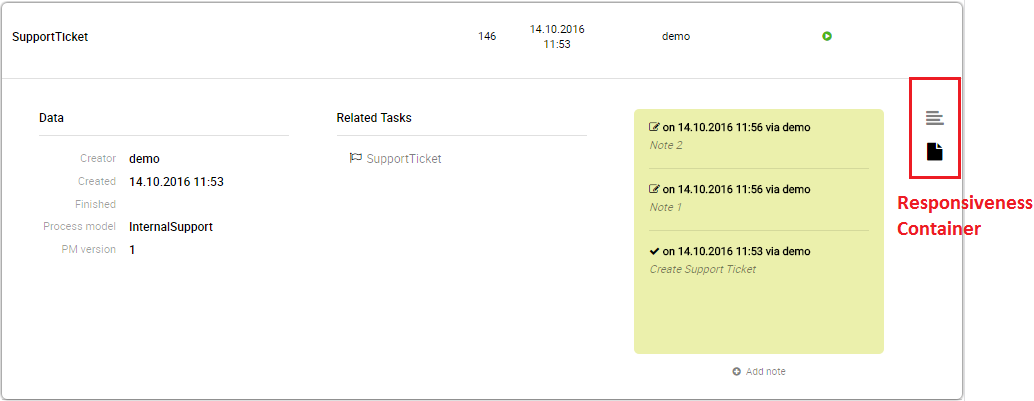 SupportTicket 146 14.10.2016 demo
11:53
Data
Creator demo
Created 14.10.2016 11:53
Finished
Process model InternalSupport
PM version 1
Related Tasks
SupportTicket
on 14.10.2016 11:56 via demo
Note 2
on 14.10.2016 11:56 via demo
Note 1
on 14.10.2016 11:53 via demo
Create Support Ticket
Add note
Responsiveness
Container